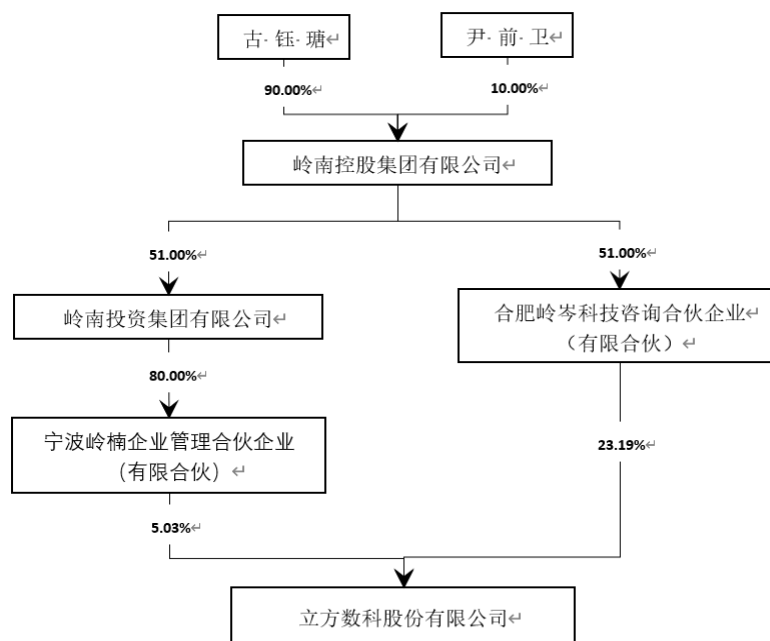 古·钰·瑭↵
尹·前·卫↵
90.00%↵
10.00%↵
岭南控股集团有限公司↵
51.00%↵
51.00%↵
岭南投资集团有限公司↵
合肥岭岑科技咨询合伙企业↵
（有限合伙）↵
80.00%↵
宁波岭楠企业管理合伙企业
（有限合伙）↵
23.19%↵
5.03%↵
立方数科股份有限公司↵